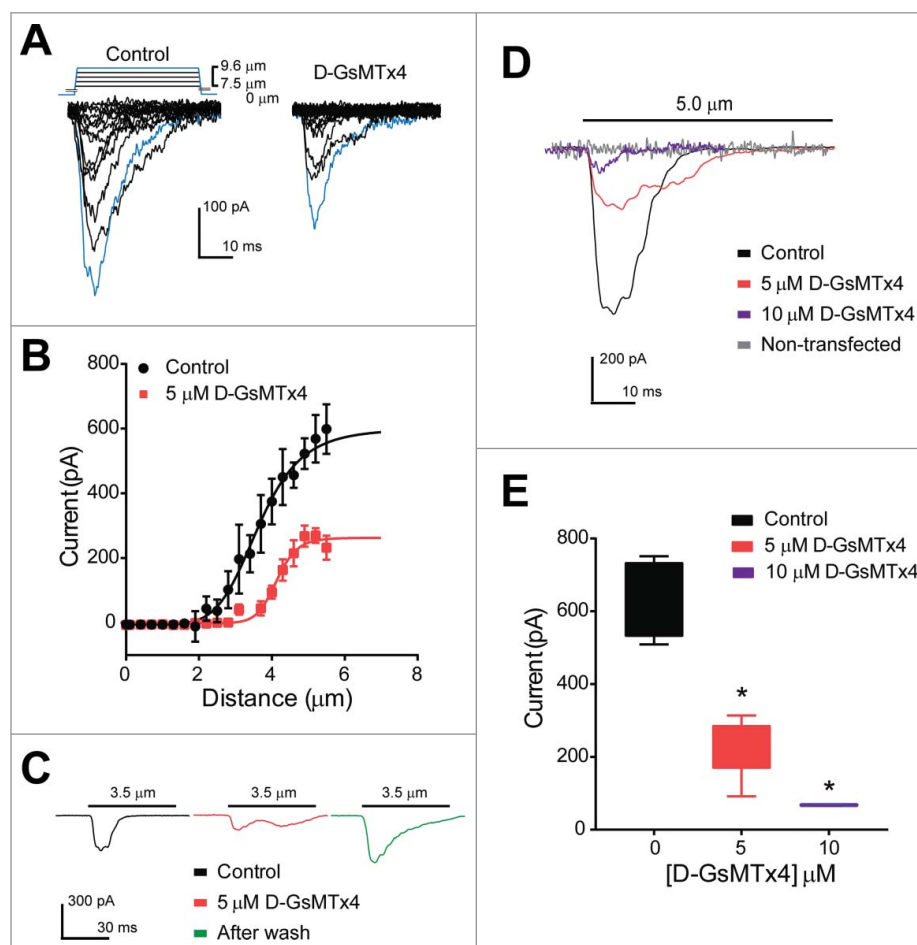 A
Control
9.6 μm
7.5 μm
0 μm
D-GsMTx4
100 pA
10 ms
B
800
600
400
200
0
Current (pA)
Control
5 μM D-GsMTx4
0 2 4 6 8
Distance (μm)
C
3.5 μm 3.5 μm 3.5 μm
Control
5 μM D-GsMTx4
After wash
300 pA
30 ms
D
5.0 μm
Control
5 μM D-GsMTx4
10 μM D-GsMTx4
Non-transfected
200 pA
10 ms
E
Control
5 μM D-GsMTx4
10 μM D-GsMTx4
800
600
400
200
0
Current (pA)
*
*
0 5 10
[D-GsMTx4] μM